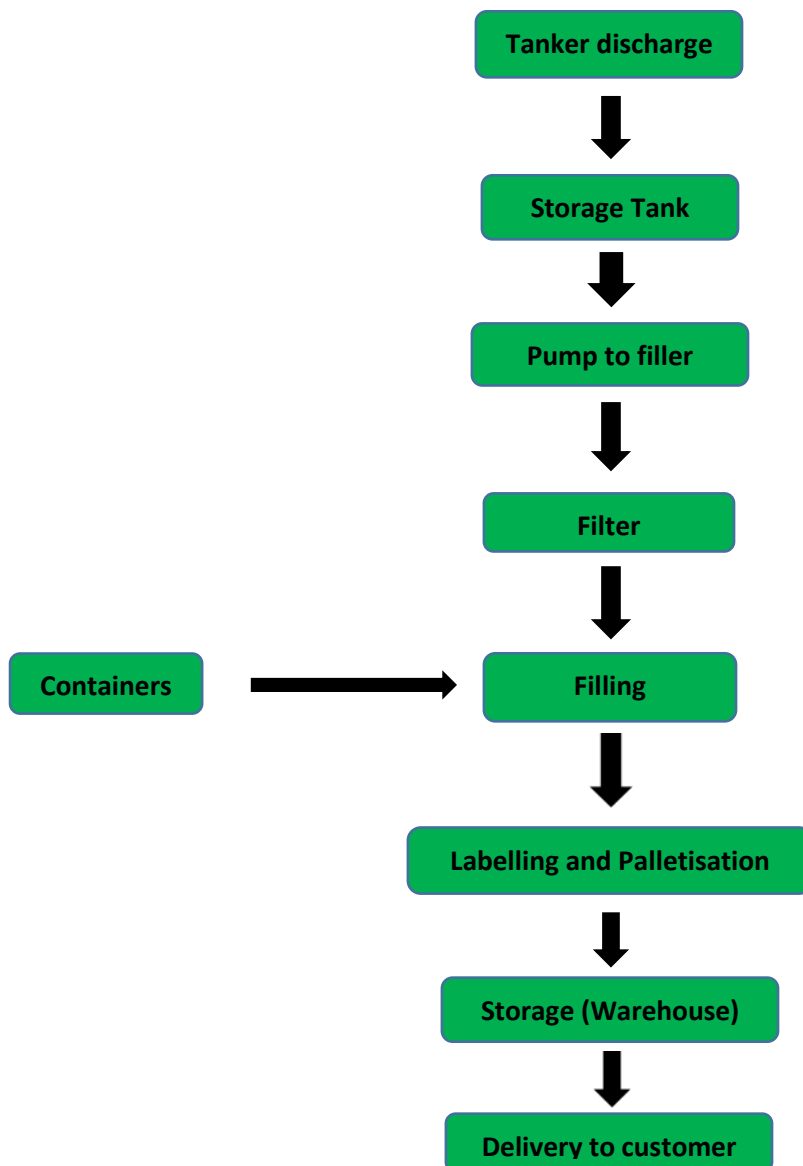 Tanker discharge
Storage Tank
Pump to filler
Filter
Containers
Filling
Labelling and Palletisation
Storage (Warehouse)
Delivery to customer